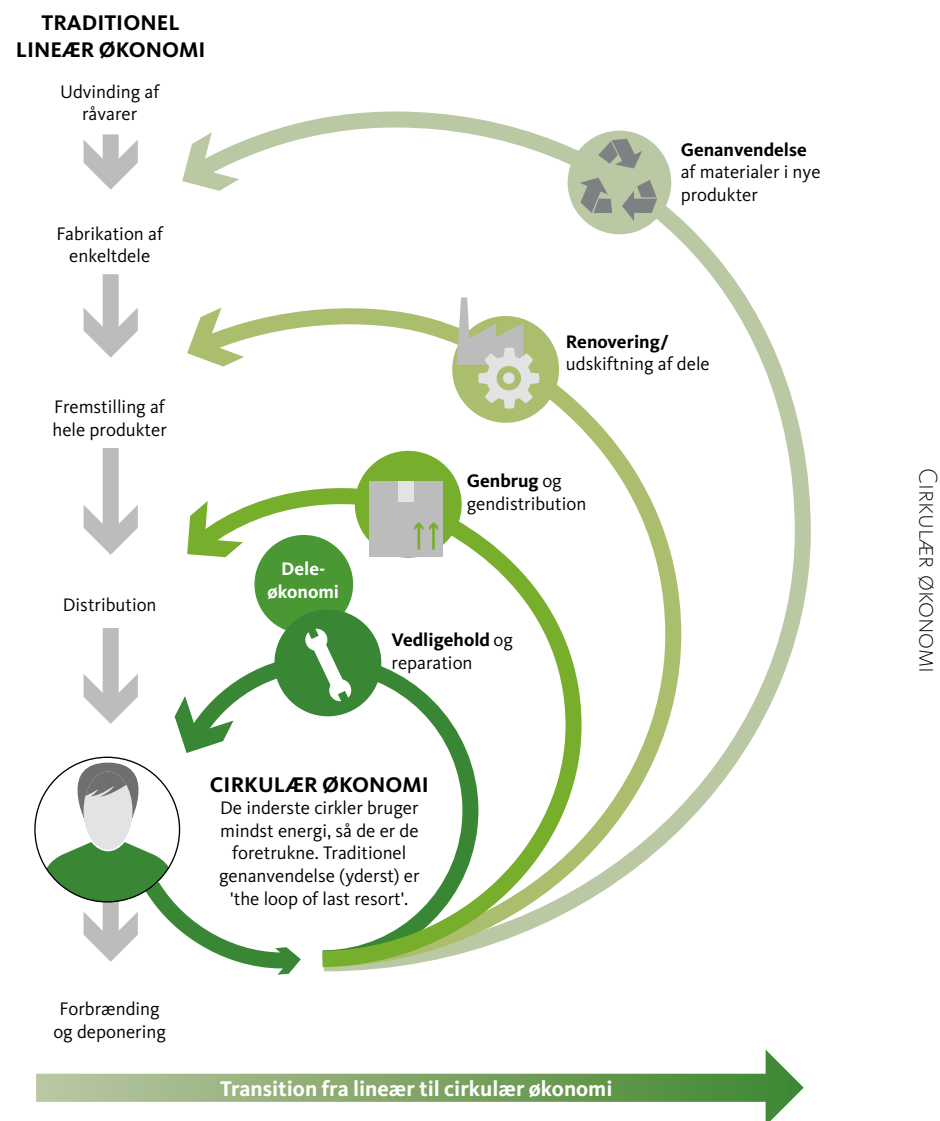 TRADITIONEL
LINEÆR ØKONOMI
Udvinding af
råvarer
Fabrikation af
enkeltdele
Fremstilling af
hele produkter
Distribution
Forbrænding
og deponering
Genanvendelse
af materialer i nye
produkter
Renovering/
udskiftning af dele
Genbrug og
gendistribution
Dele-
økonomi
Vedligehold og
reparation
CIRKULÆR ØKONOMI
De inderste cirkler bruger
mindst energi, så de er de
foretrukne. Traditionel
genanvendelse (yderst) er
'the loop of last resort'.
Transition fra lineær til cirkulær økonomi
CIRKULÆR ØKONOMI